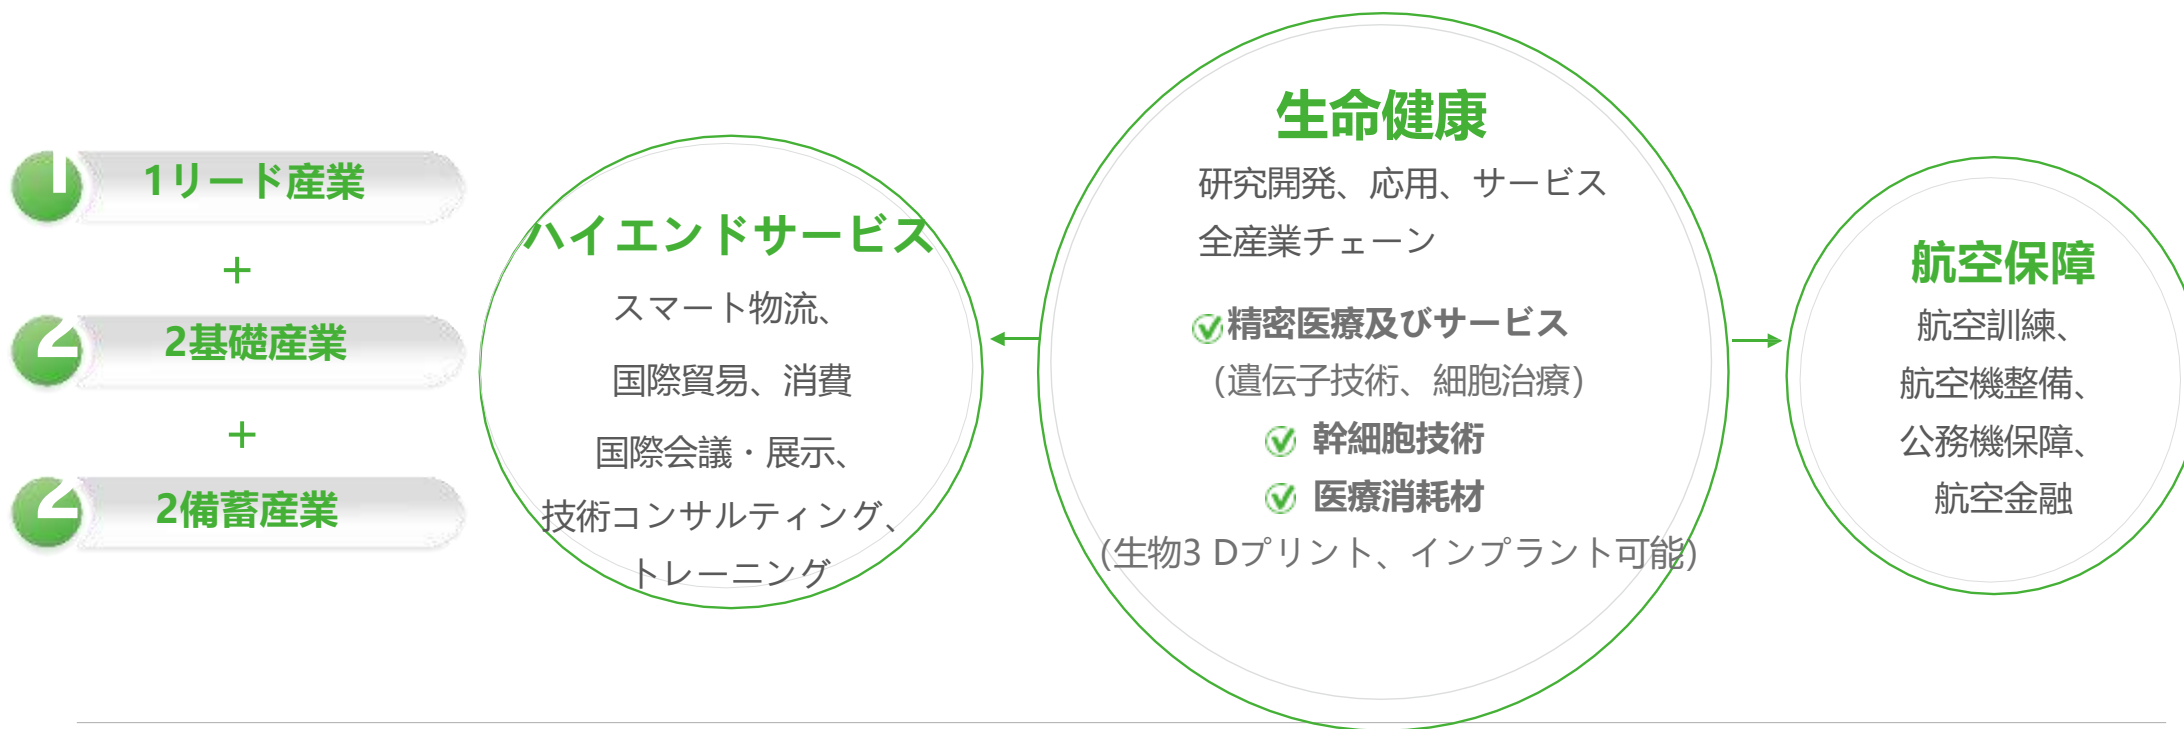 1
1リード産業
+
2
2基礎産業
+
2
2備蓄産業
ハイエンドサービス
スマート物流、
国際貿易、消費
国際会議・展示、
技術コンサルティング、
トレーニング
生命健康
研究開発、応用、サービス
全産業チェーン
精密医療及びサービス
（遺伝子技術、細胞治療）
幹細胞技術
医療消耗材
(生物3 Dプリント、インプラント可能)
航空保障
航空訓練、
航空機整備、
公務機保障、
航空金融